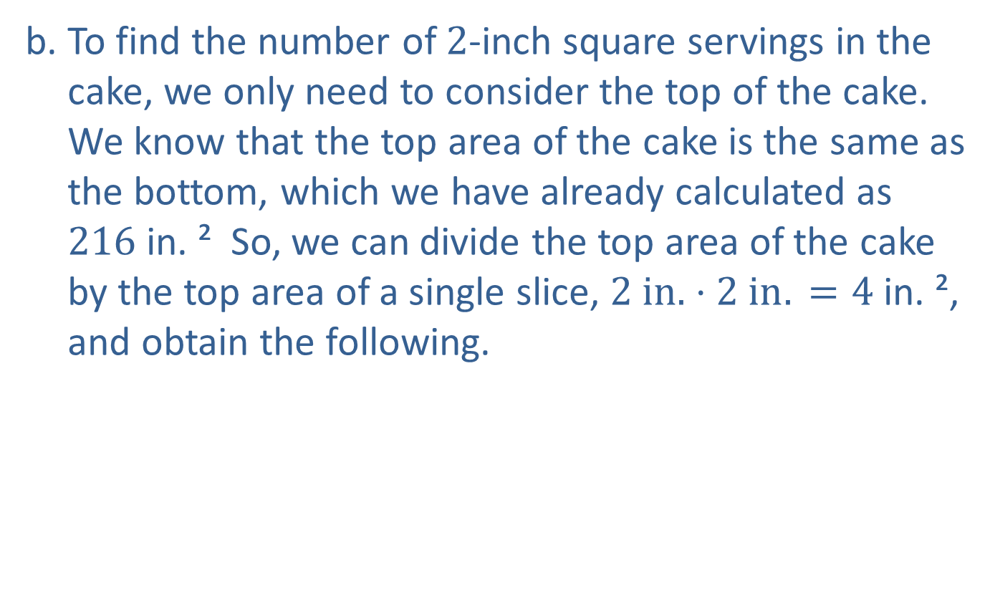 b. To find the number of 2-inch square servings in the
cake, we only need to consider the top of the cake.
We know that the top area of the cake is the same as
the bottom, which we have already calculated as
216 in. ² So, we can divide the top area of the cake
by the top area of a single slice, 2 in. · 2 in. = 4 in. ²,
and obtain the following.